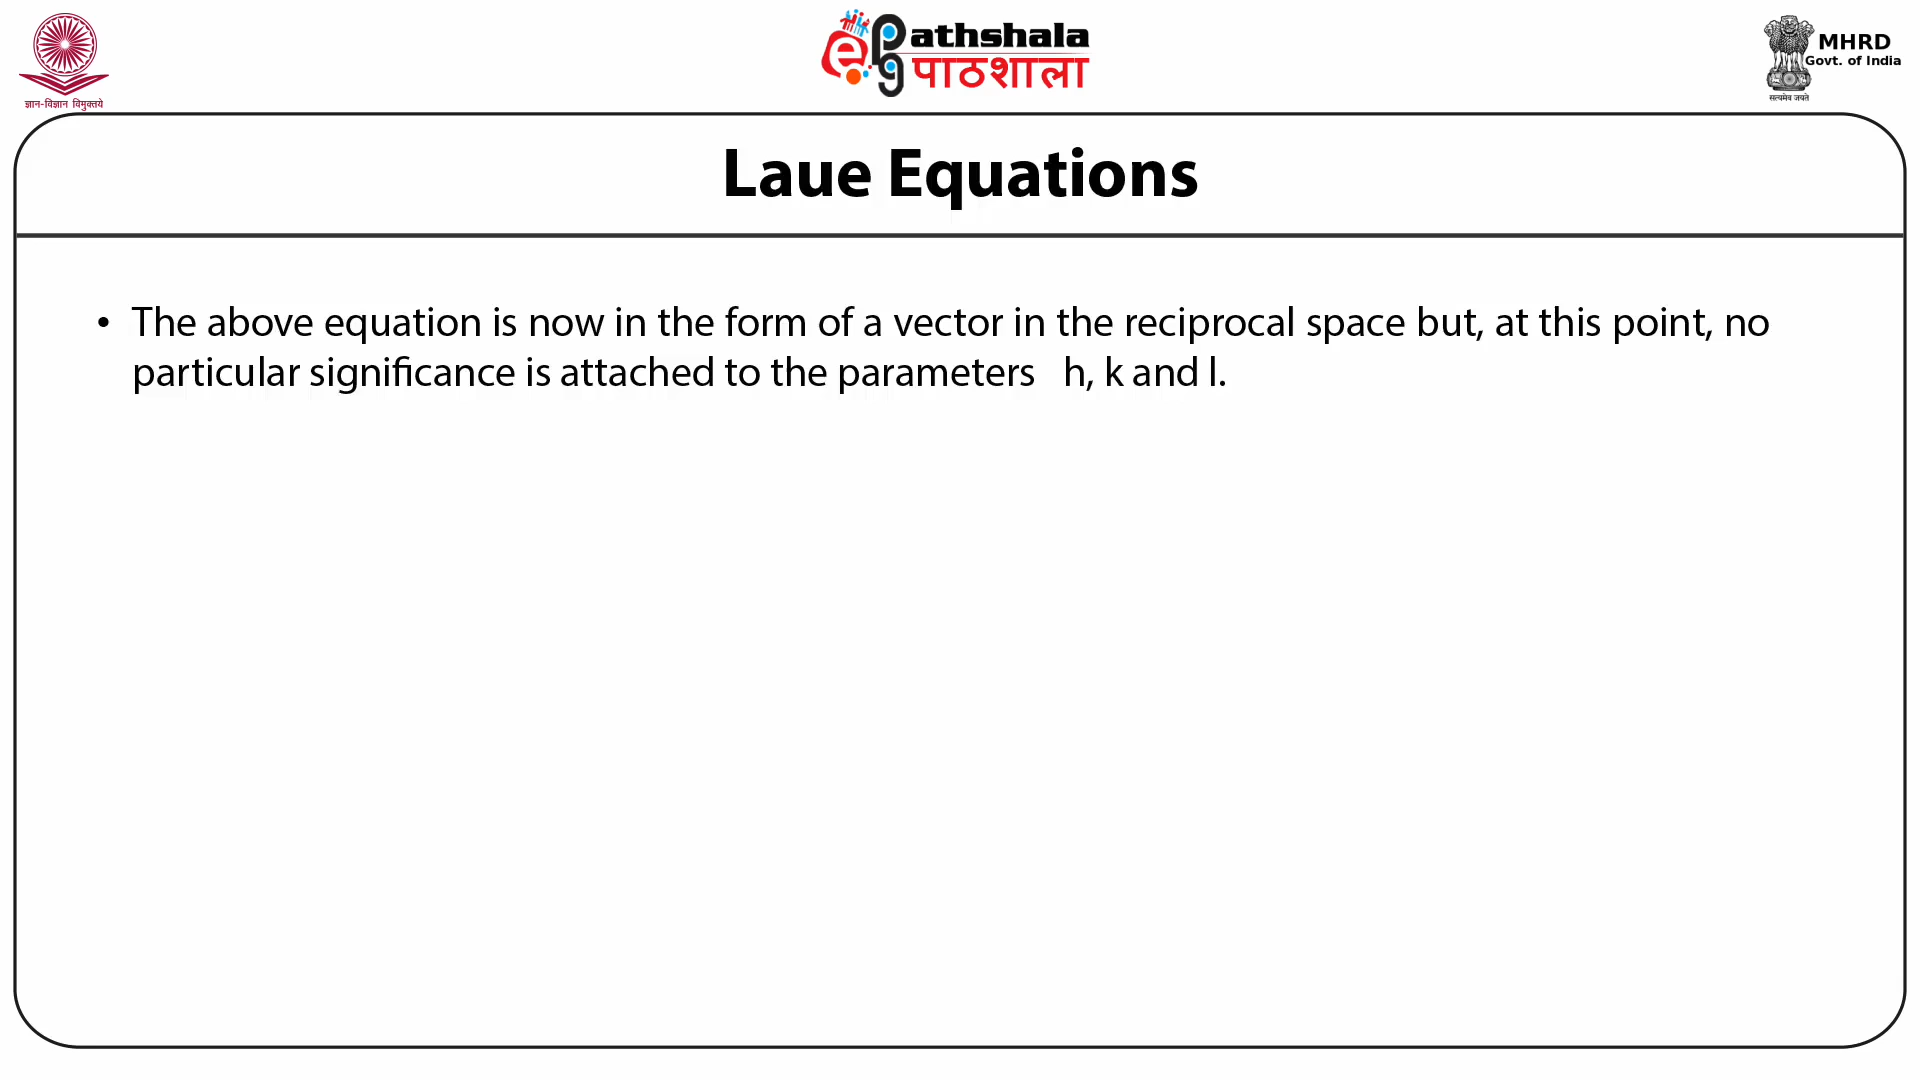 ज्ञान-विज्ञान विमुक्तये
e PG athshala
पाठशाला
MHRD
Govt. of India
सत्यमेव जयते
Laue Equations
• The above equation is now in the form of a vector in the reciprocal space but, at this point, no
particular significance is attached to the parameters h, k and l.